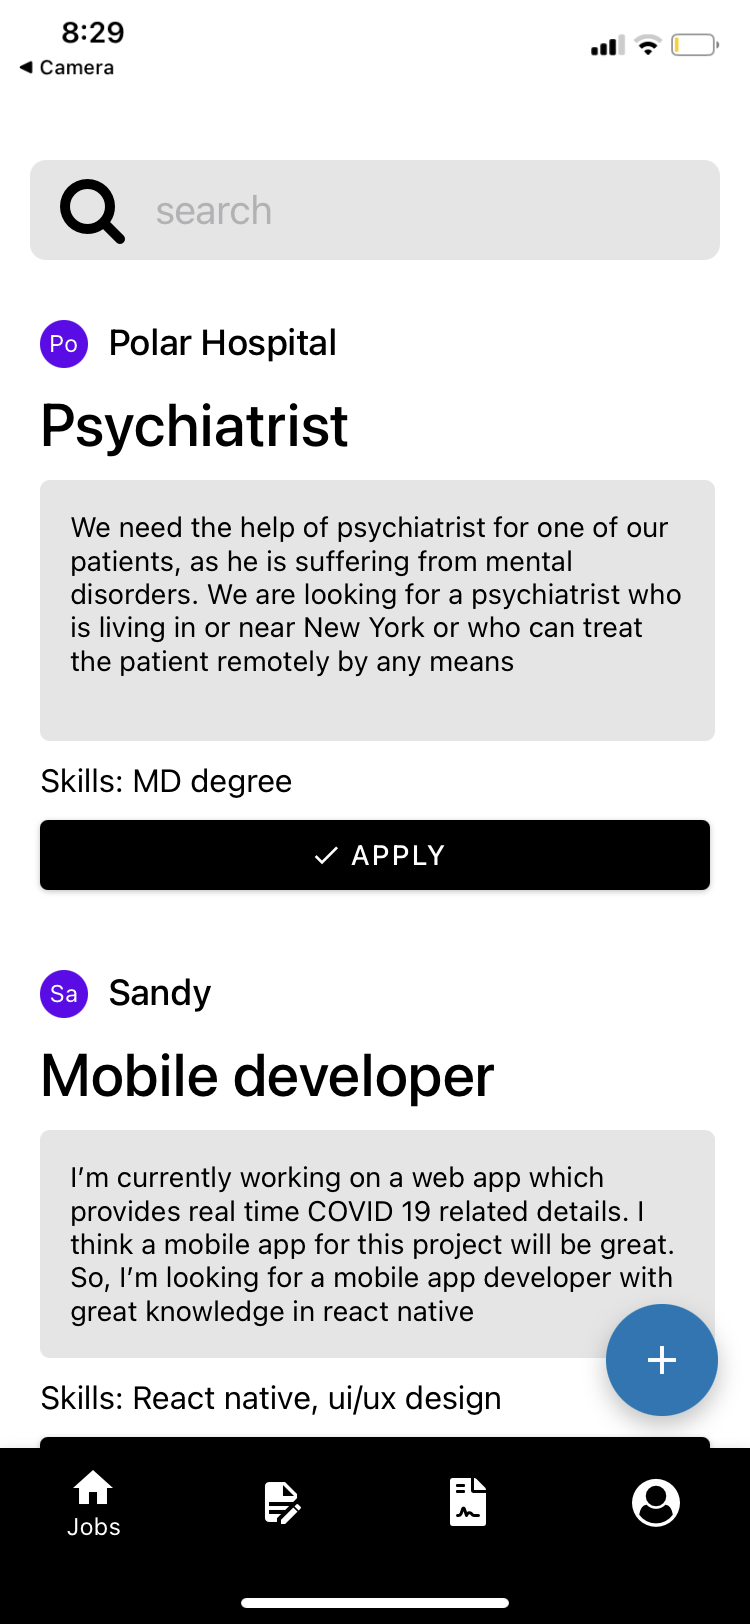 8:29
◀ Camera
search
Po Polar Hospital
Psychiatrist
We need the help of psychiatrist for one of our
patients, as he is suffering from mental
disorders. We are looking for a psychiatrist who
is living in or near New York or who can treat
the patient remotely by any means
Skills: MD degree
APPLY
Sa Sandy
Mobile developer
I’m currently working on a web app which
provides real time COVID 19 related details. I
think a mobile app for this project will be great.
So, I’m looking for a mobile app developer with
great knowledge in react native
Skills: React native, ui/ux design
Jobs